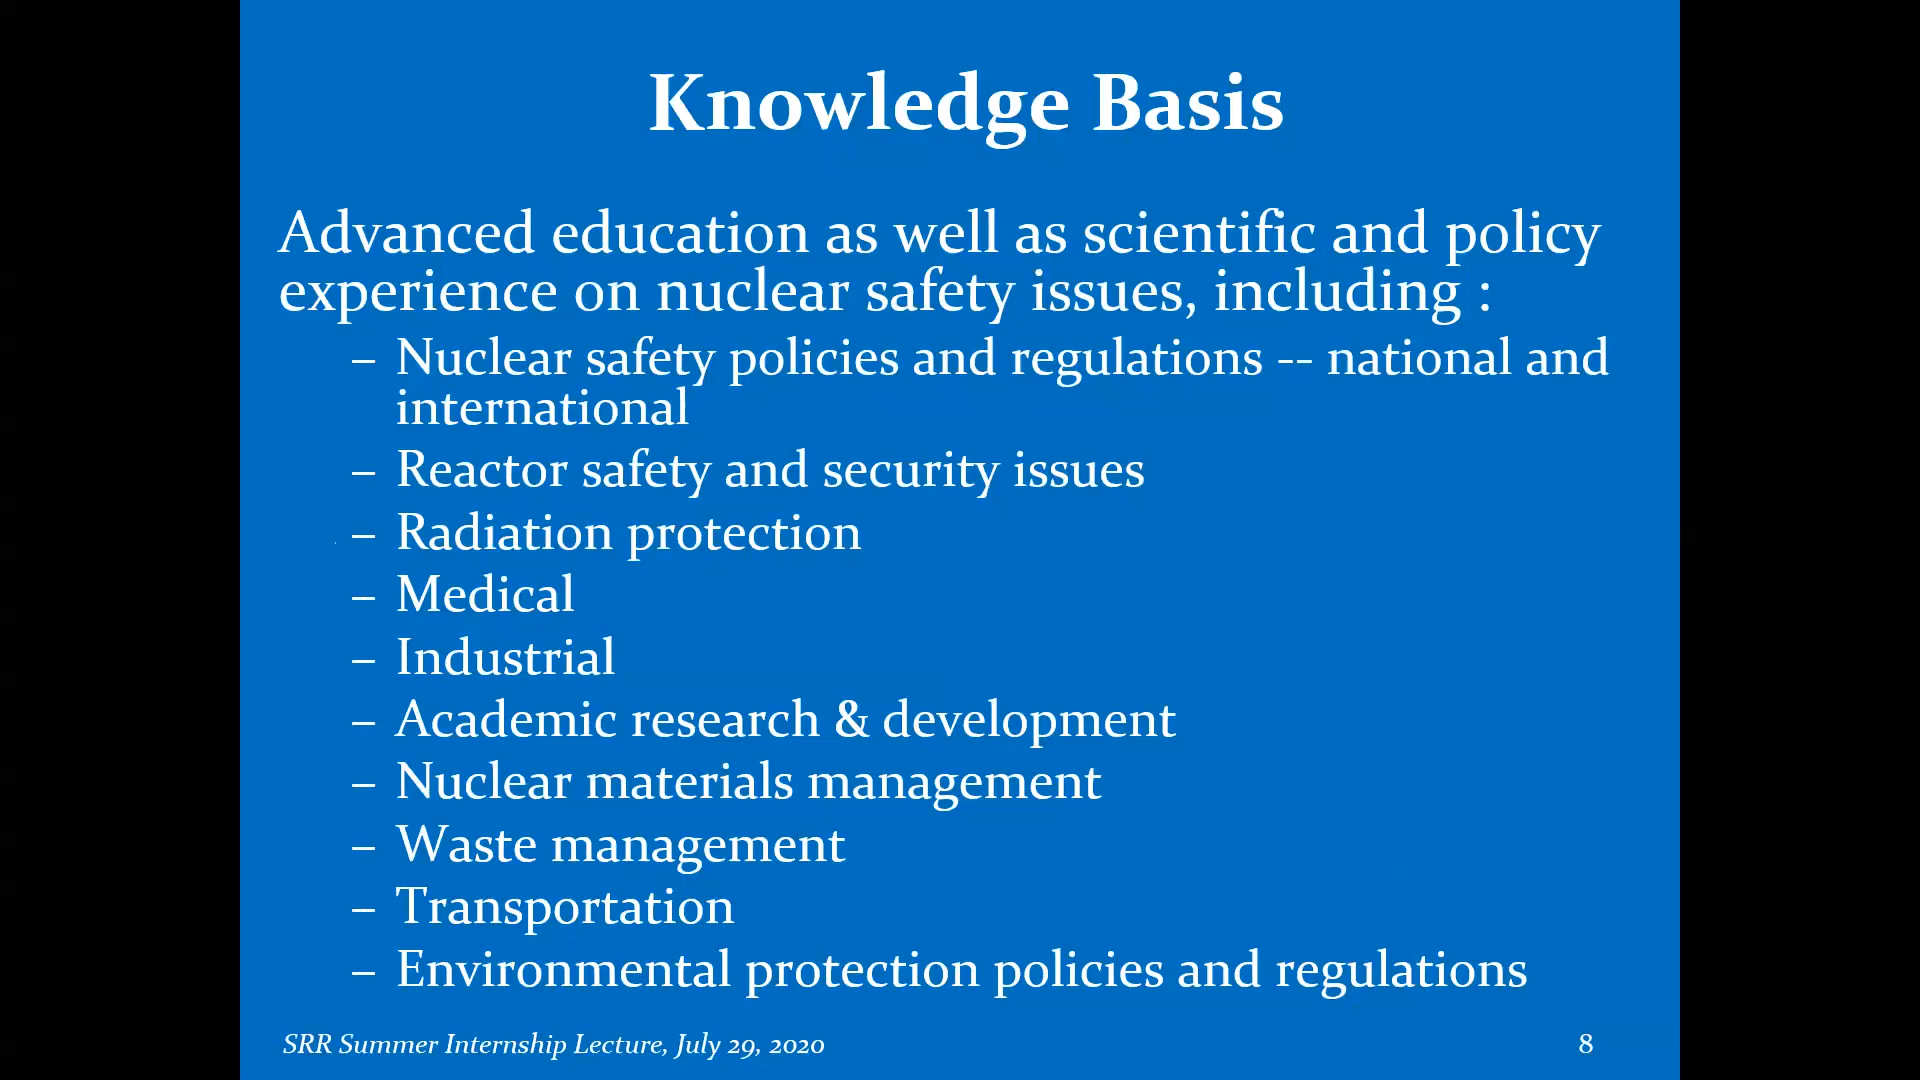 Knowledge Basis
Advanced education as well as scientific and policy
experience on nuclear safety issues, including :
– Nuclear safety policies and regulations -- national and
international
– Reactor safety and security issues
– Radiation protection
– Medical
– Industrial
– Academic research & development
– Nuclear materials management
– Waste management
– Transportation
– Environmental protection policies and regulations
SRR Summer Internship Lecture, July 29, 2020
8